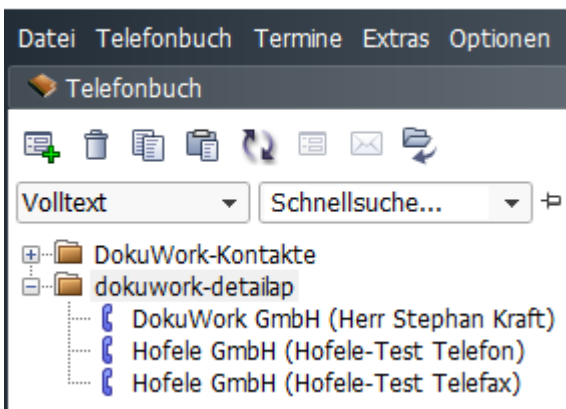 Datei Telefonbuch Termine Extras Optionen
Telefonbuch
Volltext Schnellsuche...
DokuWork-Kontakte
dokuwork-detailap
DokuWork GmbH (Herr Stephan Kraft)
Hofele GmbH (Hofele-Test Telefon)
Hofele GmbH (Hofele-Test Telefax)